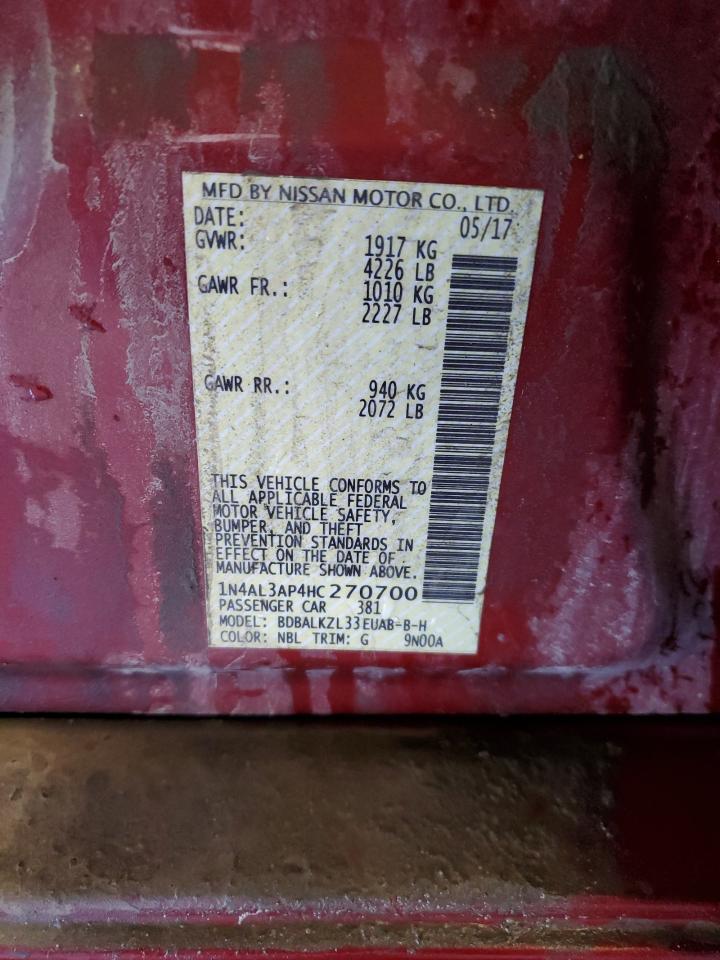 MFD BY NISSAN MOTOR CO., LTD.
DATE: 05/17
GVWR: 1917 KG
4226 LB
GAWR FR.: 1010 KG
2227 LB
GAWR RR.: 940 KG
2072 LB
THIS VEHICLE CONFORMS TO
ALL APPLICABLE FEDERAL
MOTOR VEHICLE SAFETY,
BUMPER, AND THEFT
PREVENTION STANDARDS IN
EFFECT ON THE DATE OF
MANUFACTURE SHOWN ABOVE.
1N4AL3AP4HC270700
PASSENGER CAR 381
MODEL: BDBALKZL33EUAB-B-H
COLOR: NBL TRIM: G 9N00A